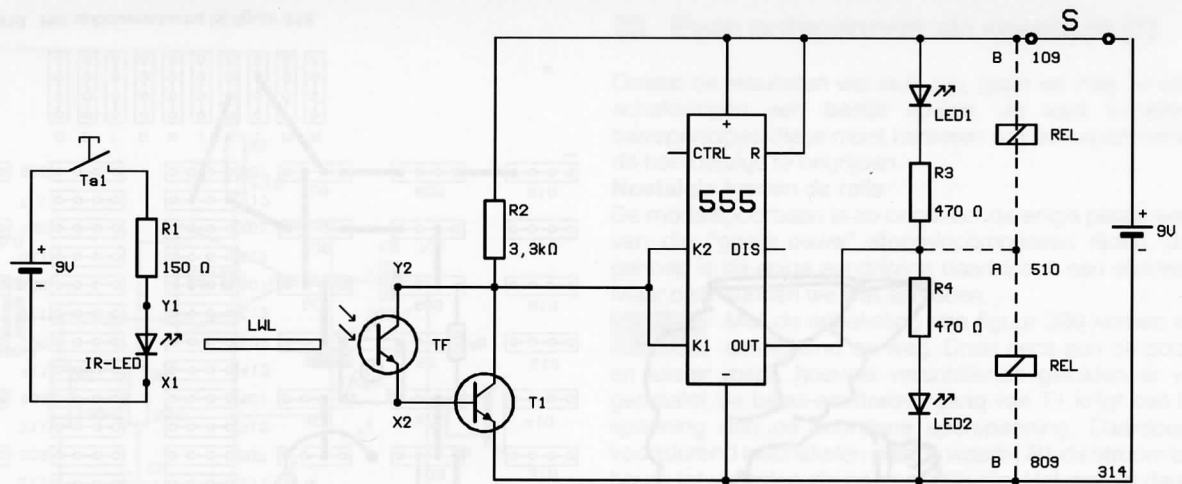 S
B 109
+
LED1
REL
CTRL R
Ta1
R2
3,3kΩ
555
R3
470 Ω
R1
150 Ω
+
9V
-
+
9V
-
K2 DIS
A 510
Y2
R4
470 Ω
Y1
LWL
TF
K1 OUT
IR-LED
X1
REL
-
X2
T1
LED2
B 809
314